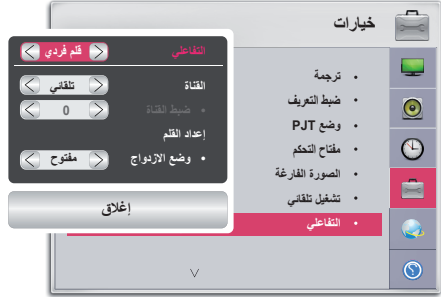 خيارات
• ترجمة
• ضبط التعريف
• وضع PJT
• مفتاح التحكم
• الصورة الفارغة
• تشغيل تلقائي
• التفاعلي
التفاعلي
قلم فردي
القناة
تلقائي
• ضبط القناة
0
إعداد القلم
• وضع الازدواج
مفتوح
إغلاق